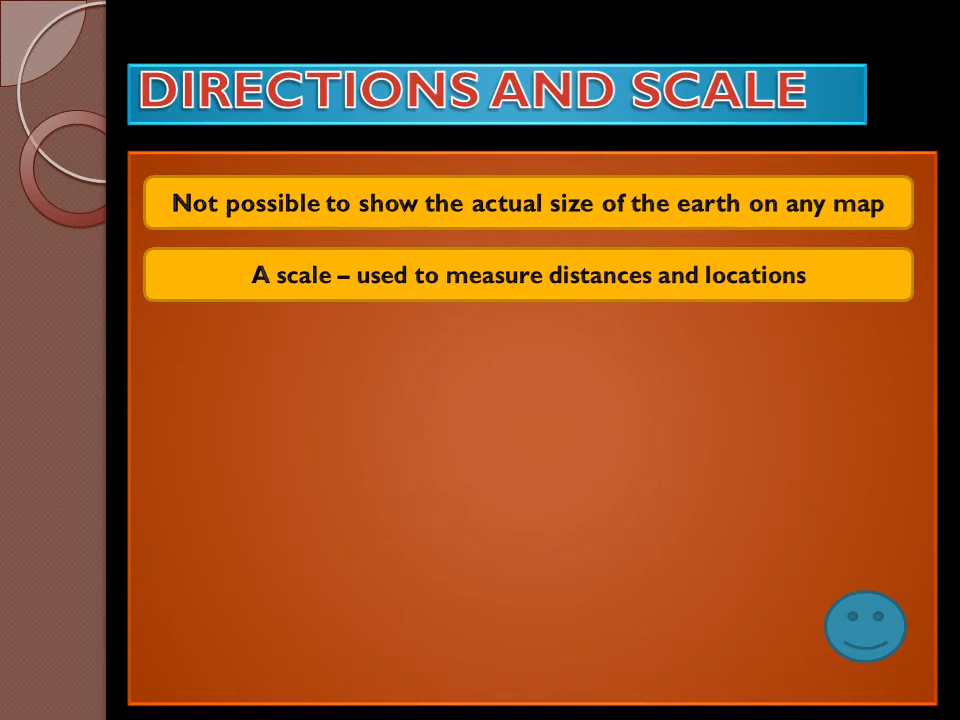 DIRECTIONS AND SCALE
Not possible to show the actual size of the earth on any map
A scale – used to measure distances and locations